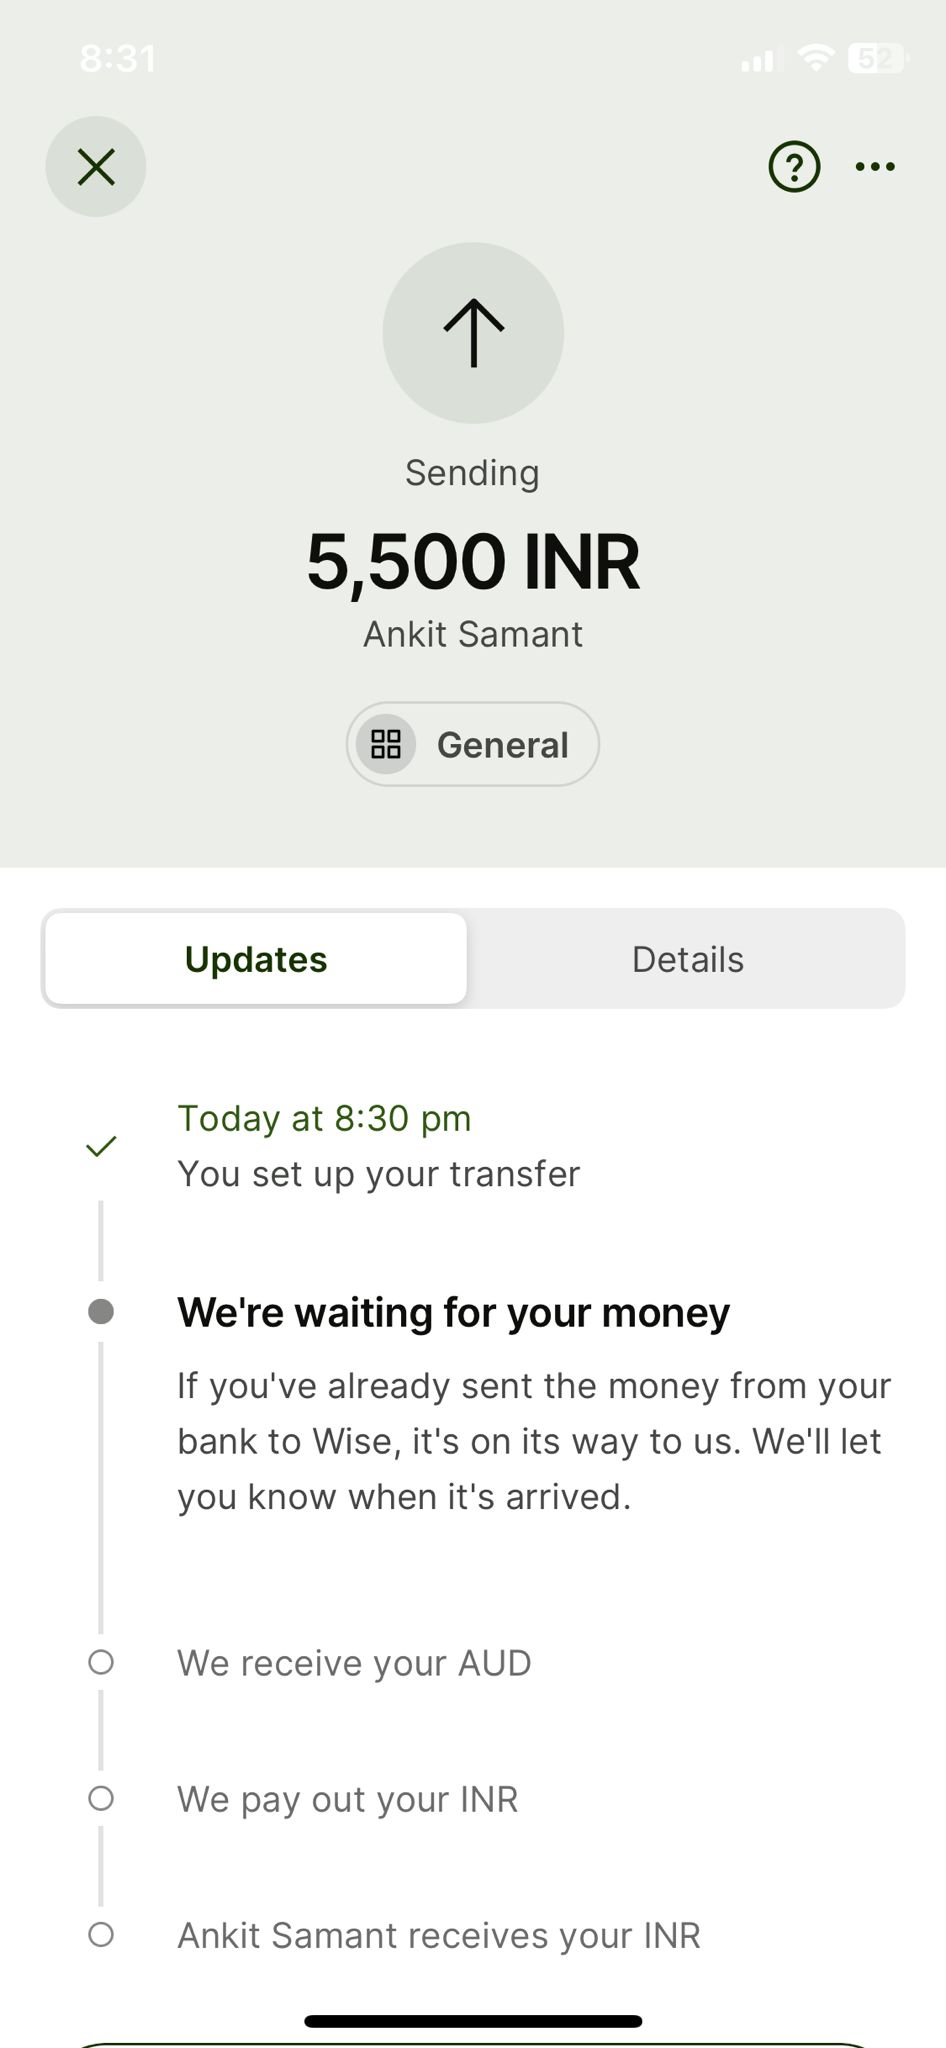 8:31
52
?
Sending
5,500 INR
Ankit Samant
General
Updates
Details
Today at 8:30 pm
You set up your transfer
We're waiting for your money
If you've already sent the money from your
bank to Wise, it's on its way to us. We'll let
you know when it's arrived.
We receive your AUD
We pay out your INR
Ankit Samant receives your INR